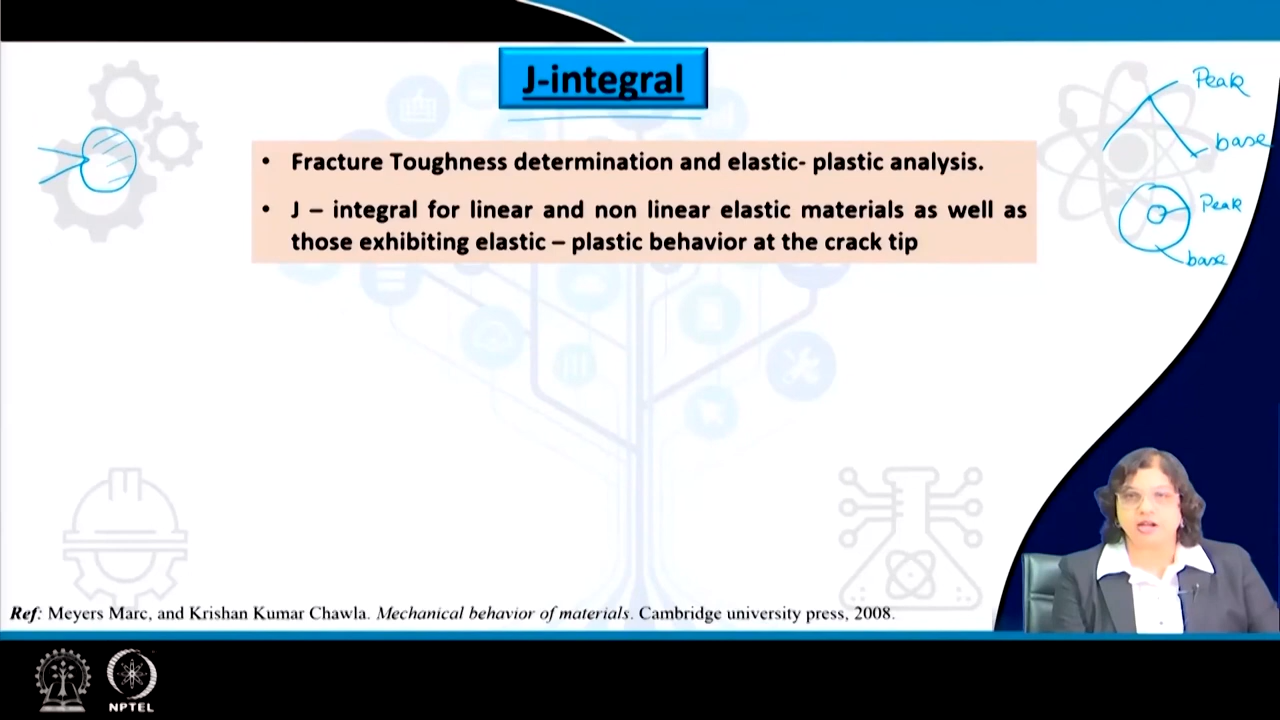 J-integral
Peak
base
Peak
base
• Fracture Toughness determination and elastic- plastic analysis.
• J – integral for linear and non linear elastic materials as well as
those exhibiting elastic – plastic behavior at the crack tip
Ref: Meyers Marc, and Krishan Kumar Chawla. Mechanical behavior of materials. Cambridge university press, 2008.
NPTEL